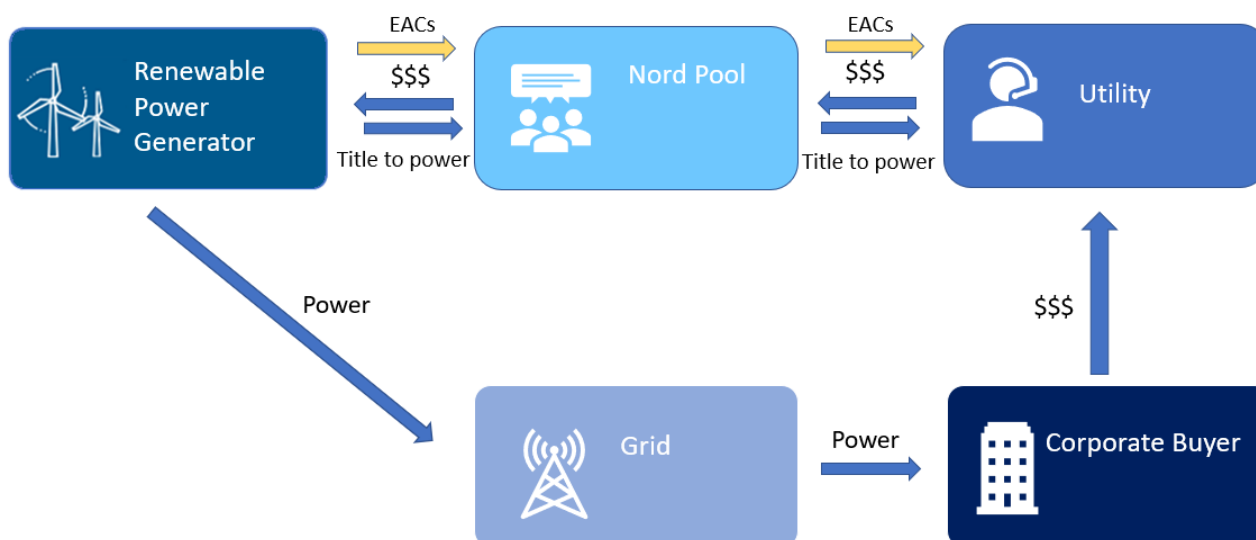 EACs
$$$
Title to power
EACs
$$$
Title to power
Renewable
Power
Generator
Nord Pool
Utility
Power
$$$
Grid
Power
Corporate Buyer